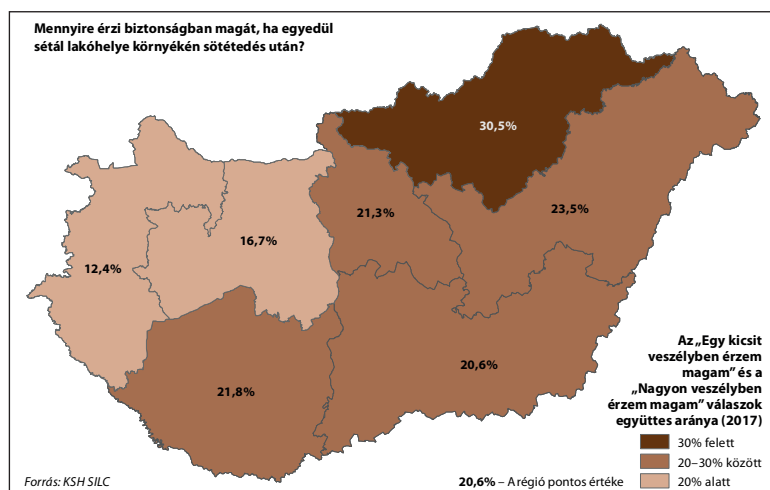 Mennyire érzi biztonságban magát, ha egyedül
sétál lakóhelye környékén sötétedés után?
30,5%
23,5%
21,3%
16,7%
12,4%
20,6%
21,8%
Az „Egy kicsit
veszélyben érzem
magam” és a
„Nagyon veszélyben
érzem magam” válaszok
együttes aránya (2017)
30% felett
20–30% között
20% alatt
20,6% – A régió pontos értéke
Forrás: KSH SILC